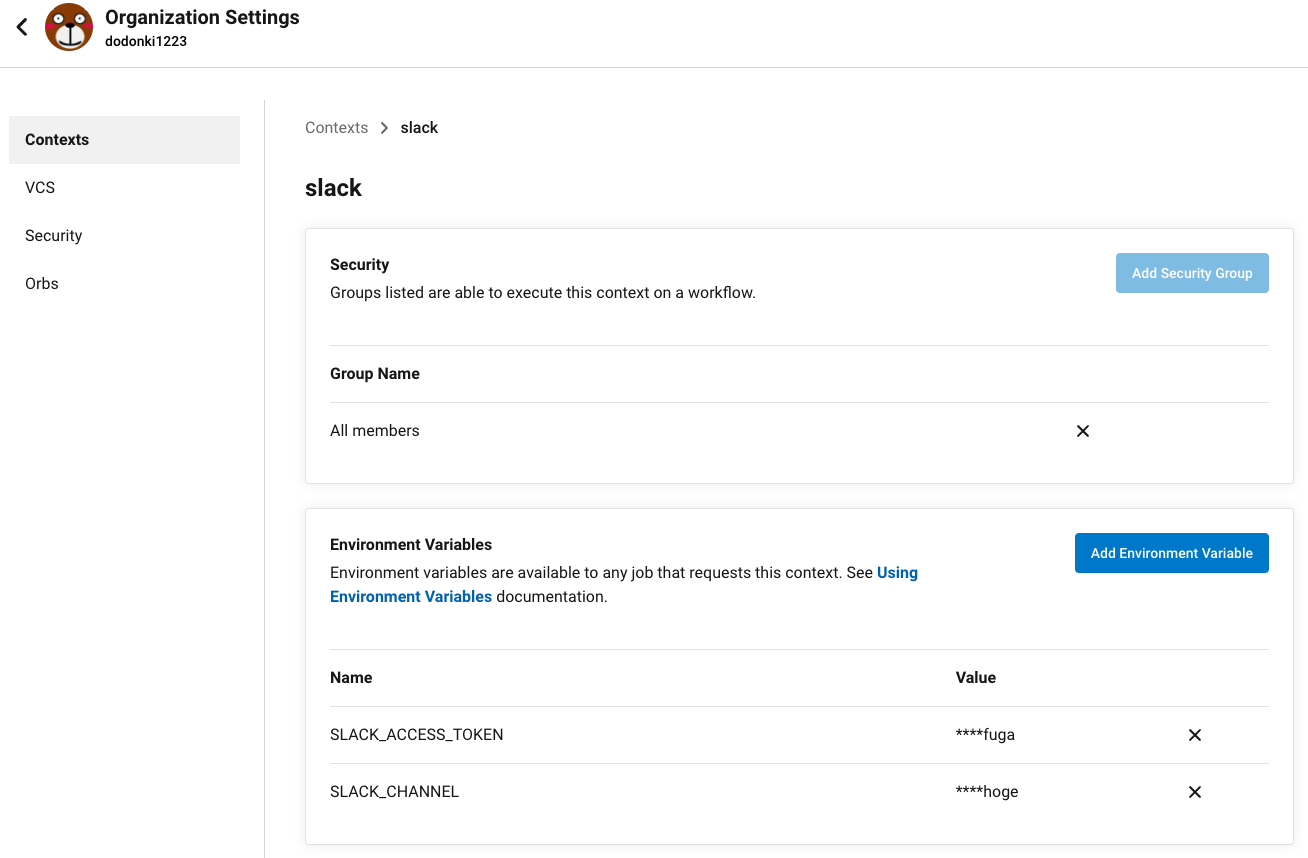 Organization Settings
dodonki1223
Contexts
VCS
Security
Orbs
Contexts > slack
slack
Security
Add Security Group
Groups listed are able to execute this context on a workflow.
Group Name
All members
Environment Variables
Add Environment Variable
Environment variables are available to any job that requests this context. See Using
Environment Variables documentation.
Name Value
SLACK_ACCESS_TOKEN ****fuga
SLACK_CHANNEL ****hoge